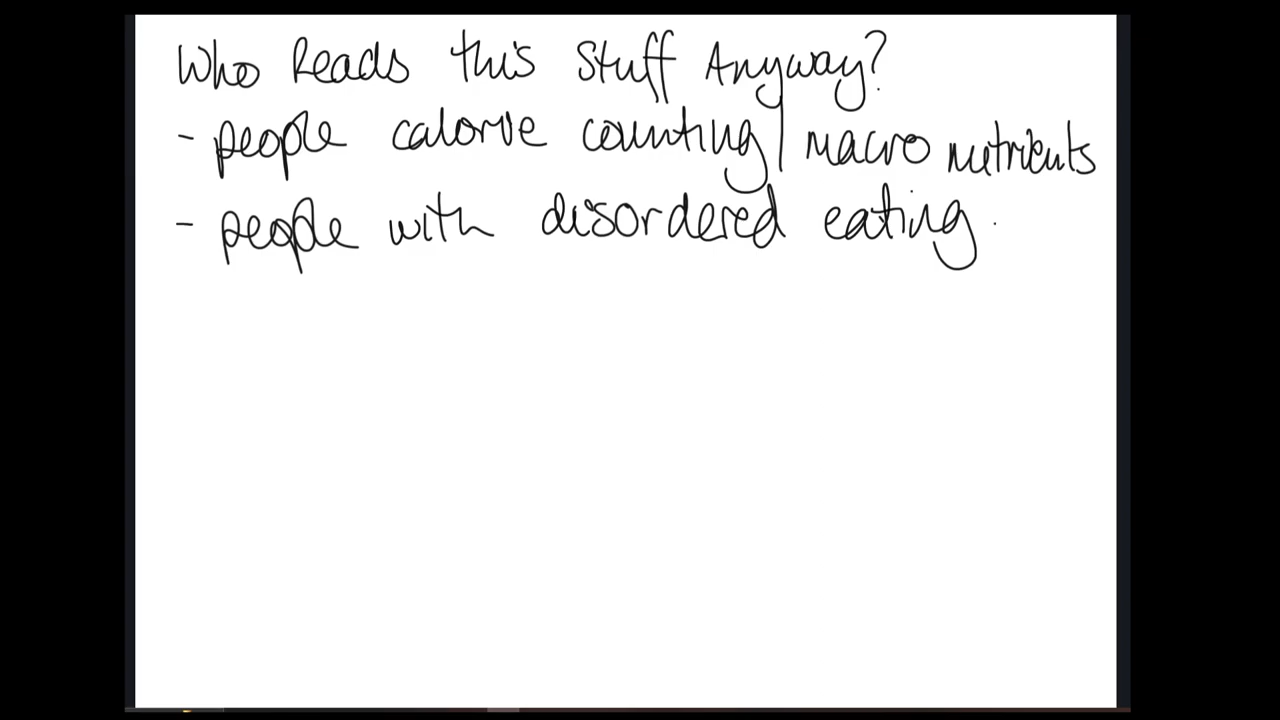 Who Reads this Stuff Anyway?
- people calorie counting / macro nutrients
- people with disordered eating.